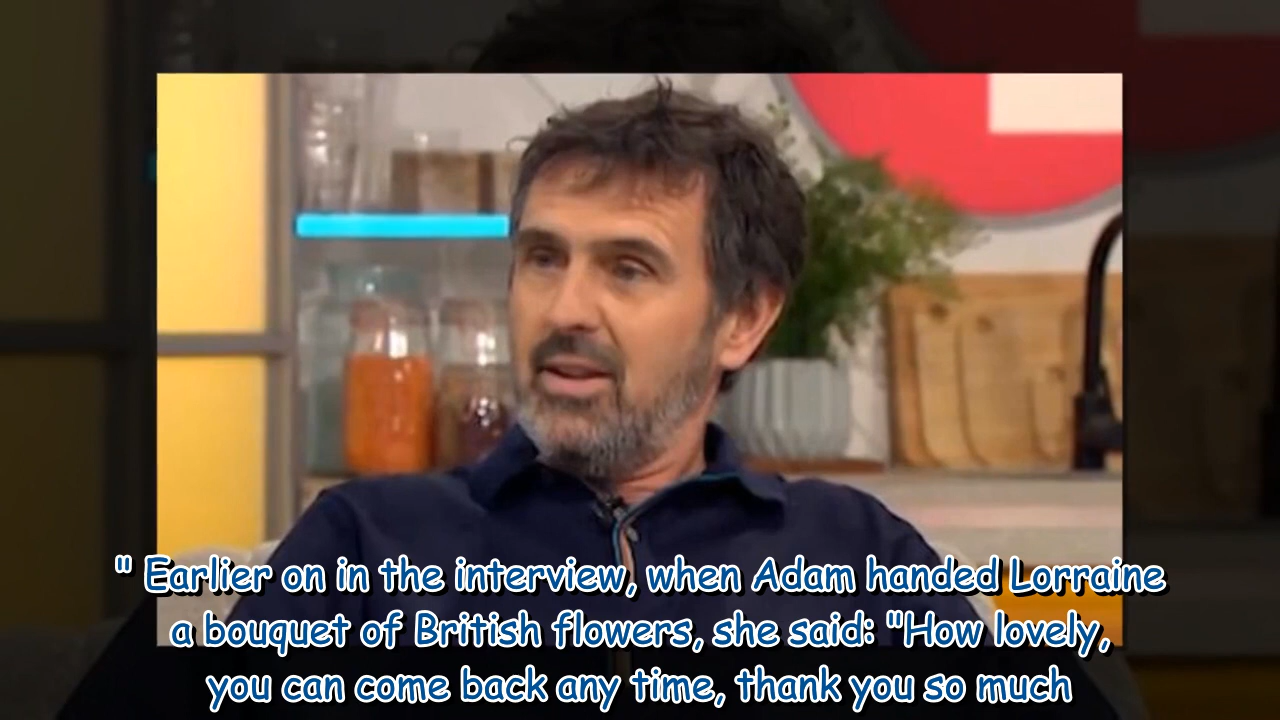 " Earlier on in the interview, when Adam handed Lorraine
a bouquet of British flowers, she said: "How lovely,
you can come back any time, thank you so much